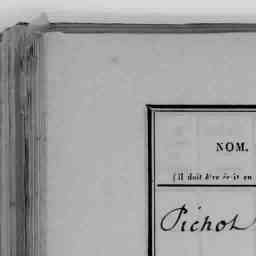 NOM.
(Il doit être écrit en
Pichot